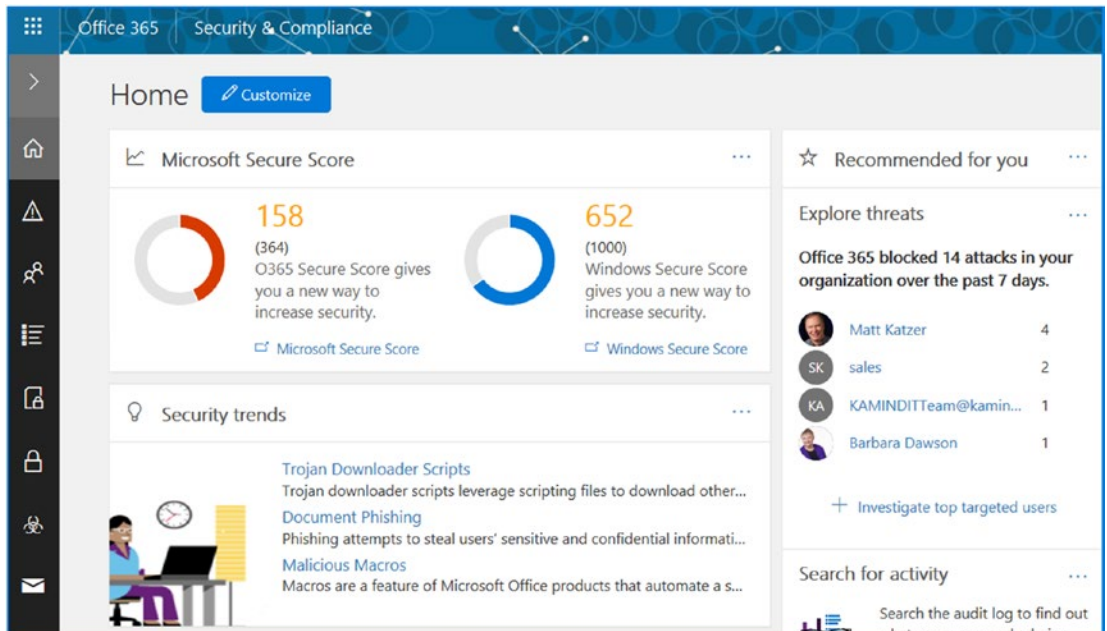 Office 365 Security & Compliance
Home Customize
Microsoft Secure Score
158
(364)
O365 Secure Score gives
you a new way to
increase security.
Microsoft Secure Score
652
(1000)
Windows Secure Score
gives you a new way to
increase security.
Windows Secure Score
Security trends
Trojan Downloader Scripts
Trojan downloader scripts leverage scripting files to download other...
Document Phishing
Phishing attempts to steal users' sensitive and confidential informati...
Malicious Macros
Macros are a feature of Microsoft Office products that automate a s...
Recommended for you
Explore threats
Office 365 blocked 14 attacks in your
organization over the past 7 days.
Matt Katzer 4
SK sales 2
KA KAMINDITTeam@kamin... 1
Barbara Dawson 1
Investigate top targeted users
Search for activity
Search the audit log to find out